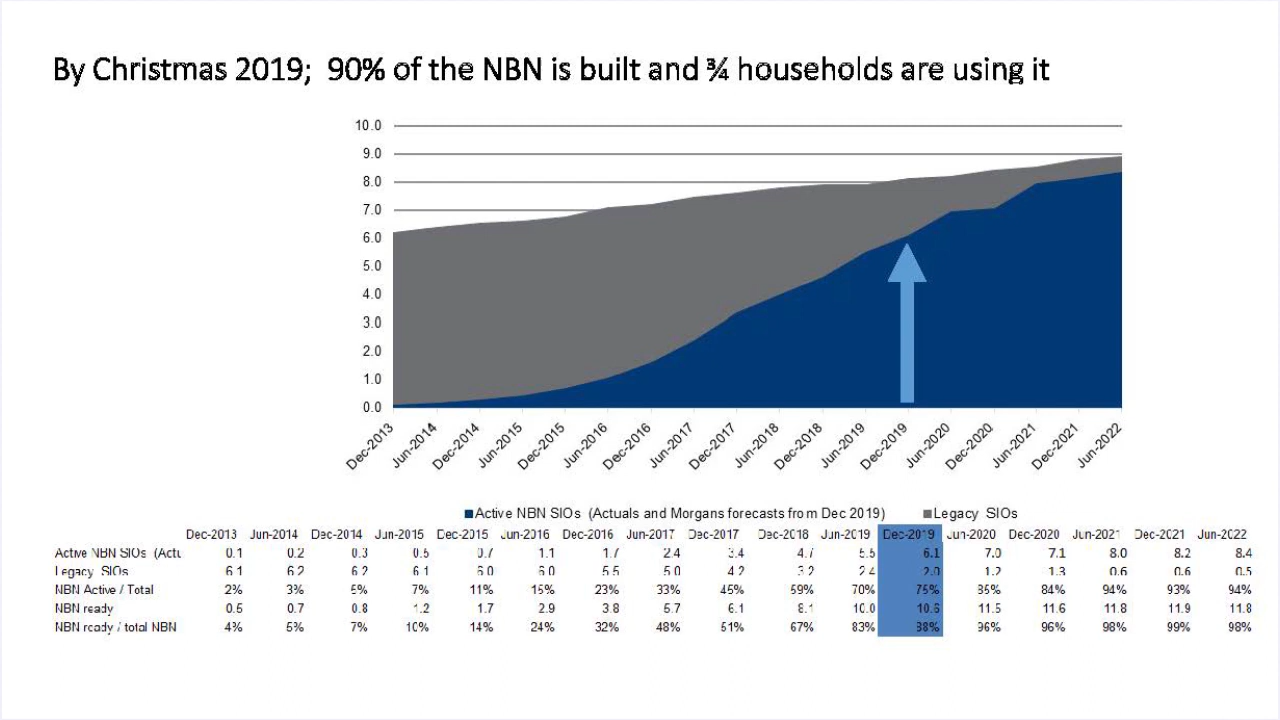 By Christmas 2019; 90% of the NBN is built and ¾ households are using it
10.0
9.0
8.0
7.0
6.0
5.0
4.0
3.0
2.0
1.0
0.0
Dec-2013 Jun-2014 Dec-2014 Jun-2015 Dec-2015 Jun-2016 Dec-2016 Jun-2017 Dec-2017 Jun-2018 Dec-2018 Jun-2019 Dec-2019 Jun-2020 Dec-2020 Jun-2021 Dec-2021 Jun-2022
Active NBN SIOs (Actuals and Morgans forecasts from Dec 2019) Legacy SIOs
Dec-2013 Jun-2014 Dec-2014 Jun-2015 Dec-2015 Jun-2016 Dec-2016 Jun-2017 Dec-2017 Jun-2018 Dec-2018 Jun-2019 Dec-2019 Jun-2020 Dec-2020 Jun-2021 Dec-2021 Jun-2022
Active NBN SIOs (Actu 0.1 0.2 0.3 0.5 0.7 1.1 1.7 2.4 3.4 4.7 5.5 6.1 7.0 7.1 8.0 8.2 8.4
Legacy SIOs 6.1 6.2 6.2 6.1 6.0 6.0 5.5 5.0 4.2 3.2 2.4 2.0 1.2 1.3 0.6 0.6 0.5
NBN Active / Total 2% 3% 5% 7% 11% 15% 23% 33% 45% 59% 70% 75% 85% 84% 94% 93% 94%
NBN ready 0.5 0.7 0.8 1.2 1.7 2.9 3.8 5.7 6.1 8.1 10.0 10.6 11.5 11.6 11.8 11.9 11.8
NBN ready / total NBN 4% 5% 7% 10% 14% 24% 32% 48% 51% 67% 83% 88% 96% 96% 98% 99% 98%